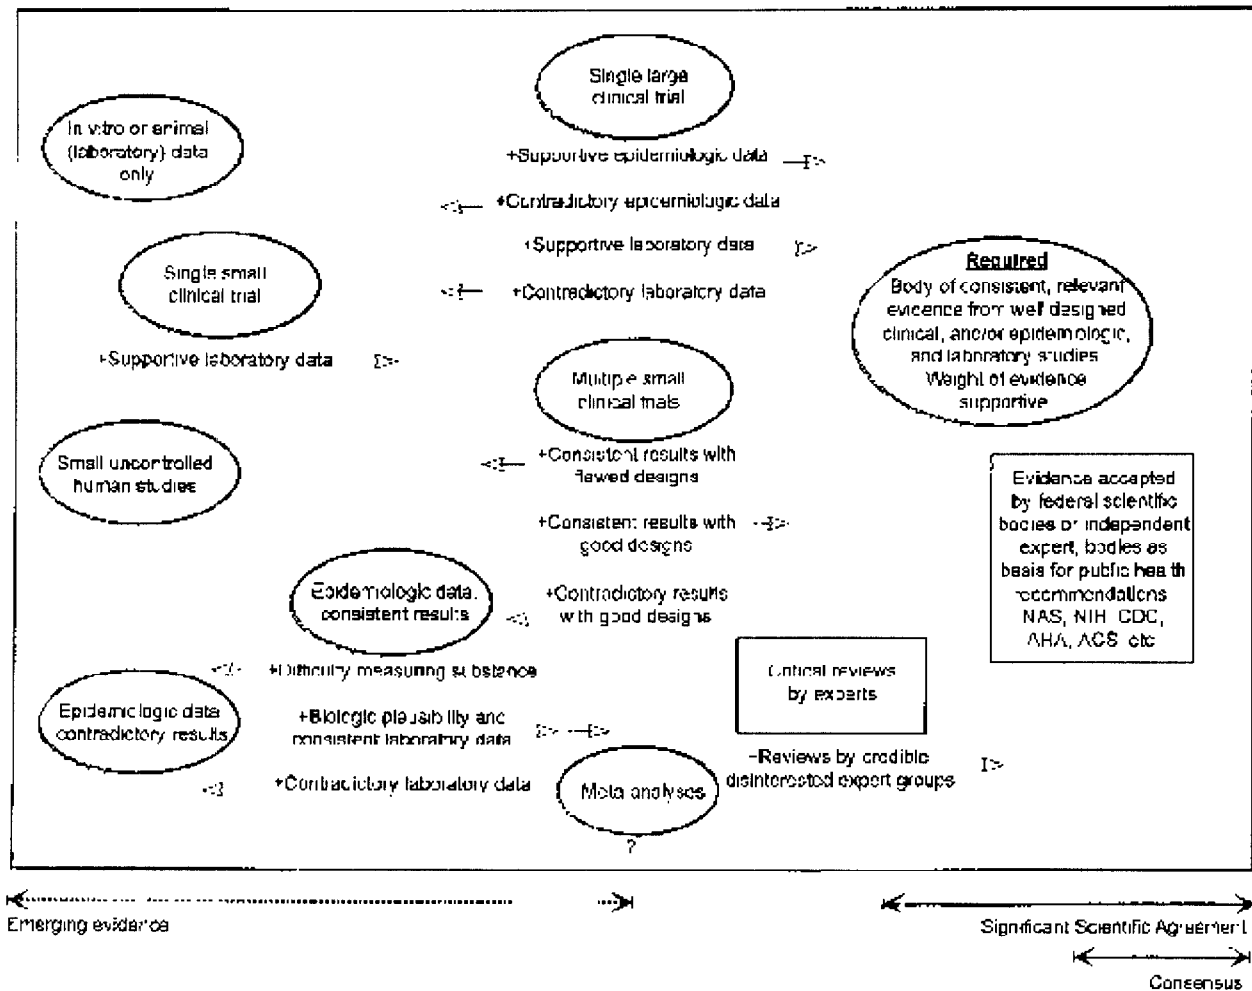 Single large
clinical trial
In vitro or animal
(laboratory) data
only
+Supportive epidemiologic data
+Contradictory epidemiologic data
+Supportive laboratory data
+Contradictory laboratory data
Single small
clinical trial
+Supportive laboratory data
Required
Body of consistent, relevant
evidence from well designed
clinical, and/or epidemiologic,
and laboratory studies
Weight of evidence
supportive
Multiple small
clinical trials
+Consistent results with
flawed designs
+Consistent results with
good designs
+Contradictory results
with good designs
Small uncontrolled
human studies
Evidence accepted
by federal scientific
bodies or independent
expert, bodies as
basis for public health
recommendations
NAS, NIH, CDC,
AHA, ACS, etc
Epidemiologic data,
consistent results
+Difficulty measuring substance
+Biologic plausibility and
consistent laboratory data
+Contradictory laboratory data
Epidemiologic data
contradictory results
Critical reviews
by experts
+Reviews by credible
disinterested expert groups
Meta analyses
?
Emerging evidence
Significant Scientific Agreement
Consensus